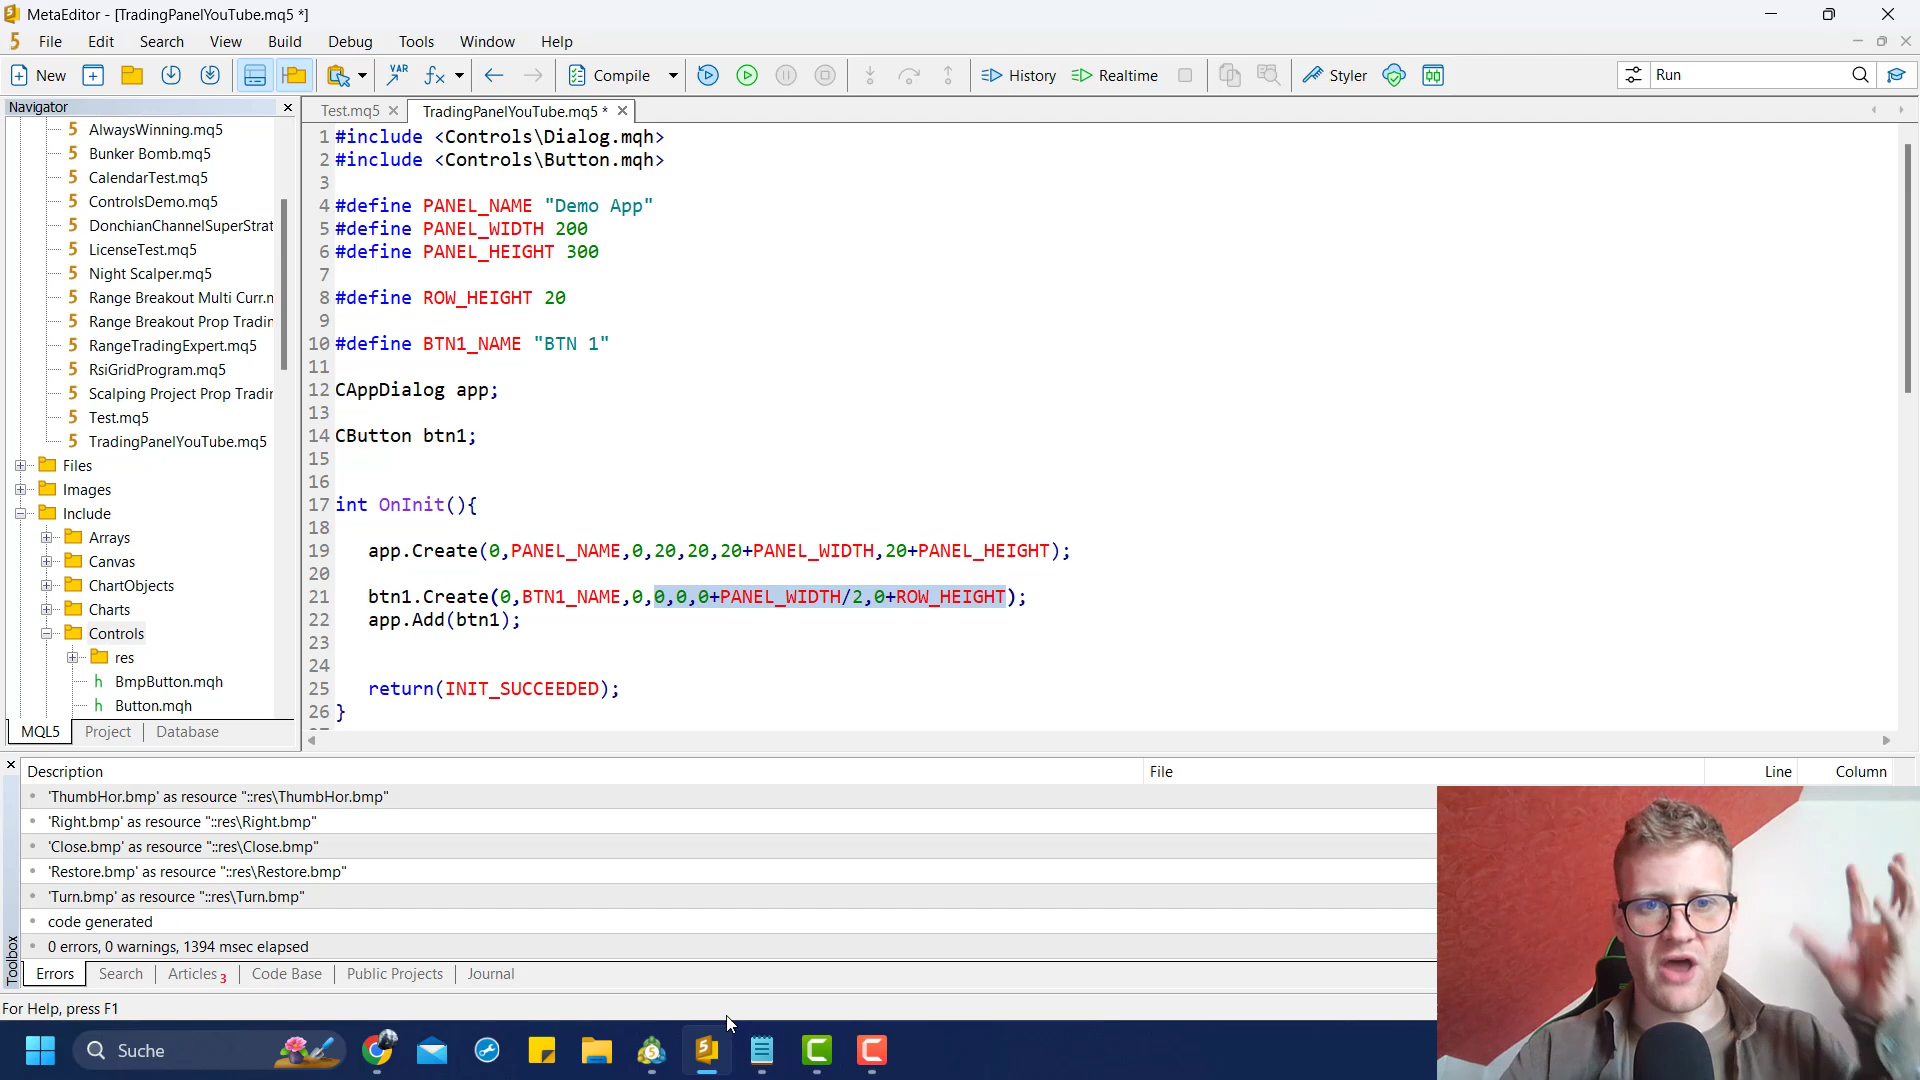 MetaEditor - [TradingPanelYouTube.mq5 *]
File Edit Search View Build Debug Tools Window Help
New Compile History Realtime Styler Run
Navigator
Test.mq5 TradingPanelYouTube.mq5 *
AlwaysWinning.mq5
Bunker Bomb.mq5
CalendarTest.mq5
ControlsDemo.mq5
DonchianChannelSuperStrat
LicenseTest.mq5
Night Scalper.mq5
Range Breakout Multi Curr.m
Range Breakout Prop Tradin
RangeTradingExpert.mq5
RsiGridProgram.mq5
Scalping Project Prop Tradin
Test.mq5
TradingPanelYouTube.mq5
Files
Images
Include
Arrays
Canvas
ChartObjects
Charts
Controls
res
BmpButton.mqh
Button.mqh
MQL5 Project Database
1 #include <Controls\Dialog.mqh>
2 #include <Controls\Button.mqh>
3
4 #define PANEL_NAME "Demo App"
5 #define PANEL_WIDTH 200
6 #define PANEL_HEIGHT 300
7
8 #define ROW_HEIGHT 20
9
10 #define BTN1_NAME "BTN 1"
11
12 CAppDialog app;
13
14 CButton btn1;
15
16
17 int OnInit(){
18
19 app.Create(0,PANEL_NAME,0,20,20,20+PANEL_WIDTH,20+PANEL_HEIGHT);
20
21 btn1.Create(0,BTN1_NAME,0,0,0,0+PANEL_WIDTH/2,0+ROW_HEIGHT);
22 app.Add(btn1);
23
24
25 return(INIT_SUCCEEDED);
26 }
Description File Line Column
'ThumbHor.bmp' as resource "::res\ThumbHor.bmp"
'Right.bmp' as resource "::res\Right.bmp"
'Close.bmp' as resource "::res\Close.bmp"
'Restore.bmp' as resource "::res\Restore.bmp"
'Turn.bmp' as resource "::res\Turn.bmp"
code generated
0 errors, 0 warnings, 1394 msec elapsed
Toolbox
Errors Search Articles 3 Code Base Public Projects Journal
For Help, press F1
Suche